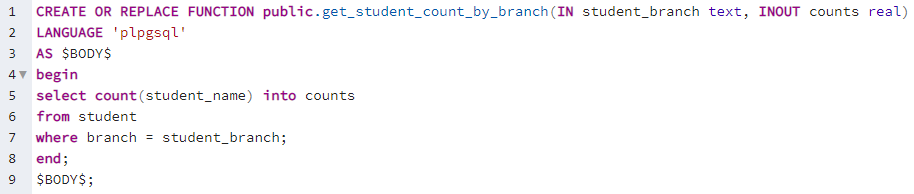 1 CREATE OR REPLACE FUNCTION public.get_student_count_by_branch(IN student_branch text, INOUT counts real)
2 LANGUAGE 'plpgsql'
3 AS $BODY$
4 begin
5 select count(student_name) into counts
6 from student
7 where branch = student_branch;
8 end;
9 $BODY$;